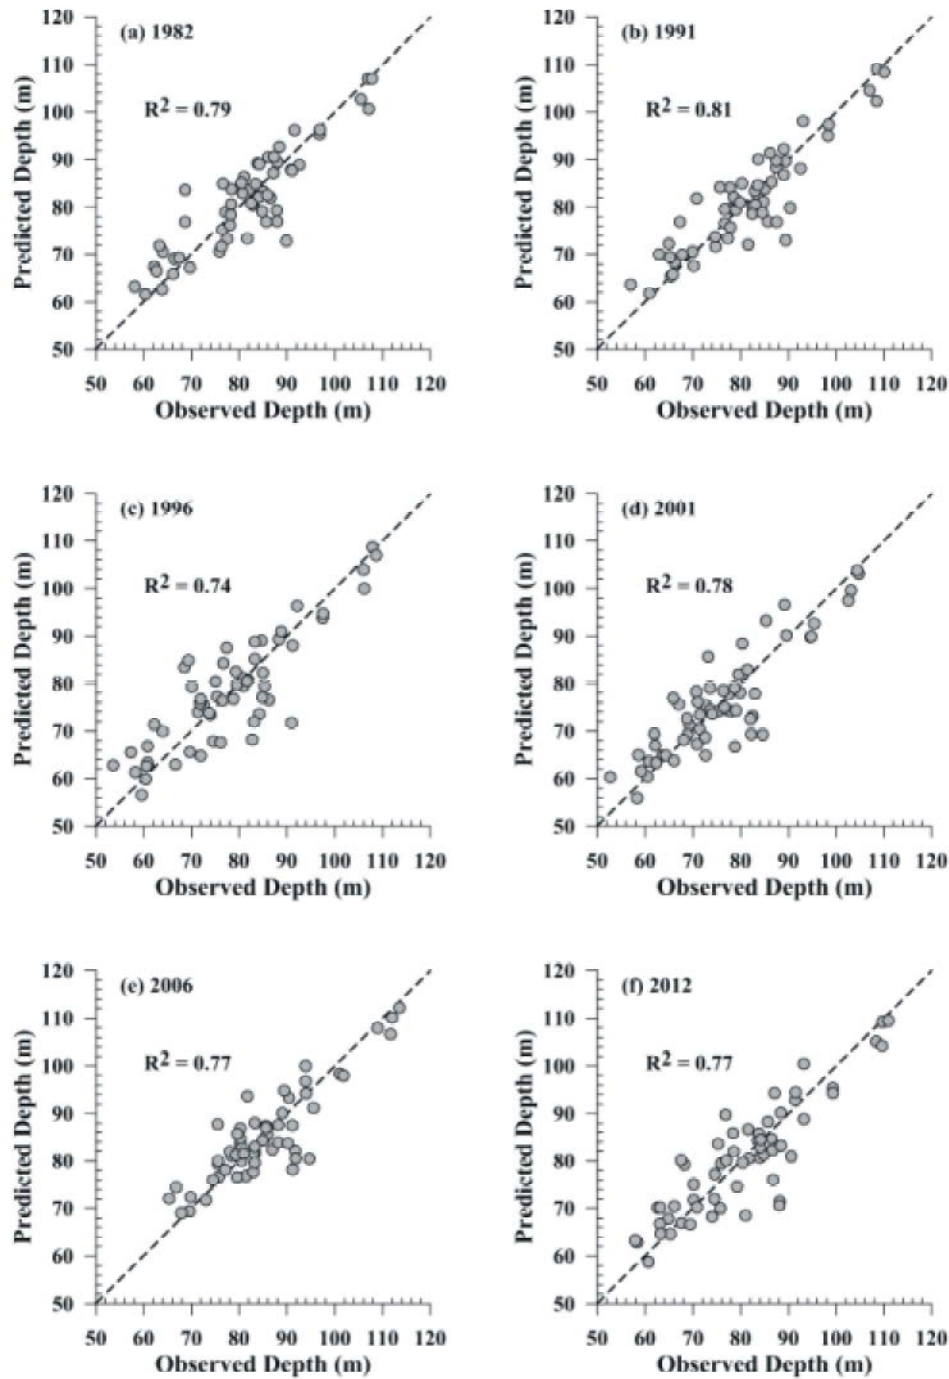 120
(a) 1982
110
R2 = 0.79
100
90
80
70
60
50
Predicted Depth (m)
50 60 70 80 90 100 110 120
Observed Depth (m)
120
(b) 1991
110
R2 = 0.81
100
90
80
70
60
50
Predicted Depth (m)
50 60 70 80 90 100 110 120
Observed Depth (m)
120
(c) 1996
110
R2 = 0.74
100
90
80
70
60
50
Predicted Depth (m)
50 60 70 80 90 100 110 120
Observed Depth (m)
120
(d) 2001
110
R2 = 0.78
100
90
80
70
60
50
Predicted Depth (m)
50 60 70 80 90 100 110 120
Observed Depth (m)
120
(e) 2006
110
R2 = 0.77
100
90
80
70
60
50
Predicted Depth (m)
50 60 70 80 90 100 110 120
Observed Depth (m)
120
(f) 2012
110
R2 = 0.77
100
90
80
70
60
50
Predicted Depth (m)
50 60 70 80 90 100 110 120
Observed Depth (m)